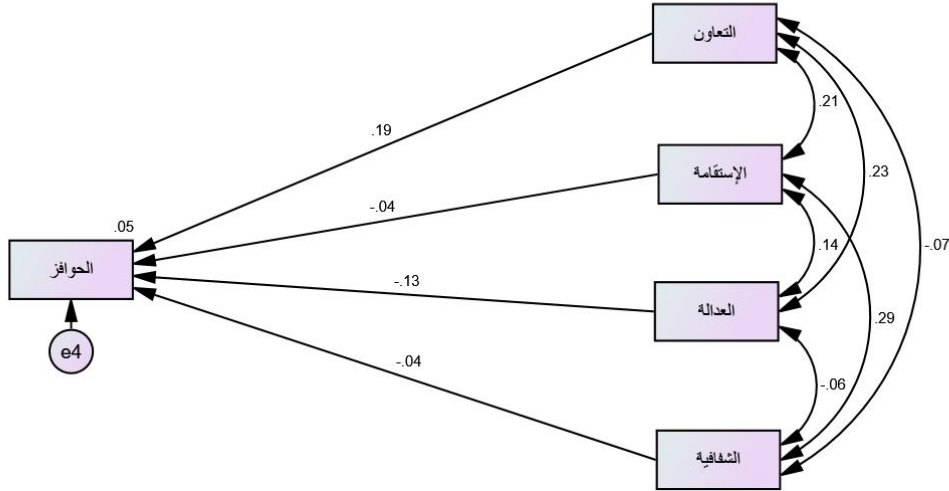 التعاون
.21
.19
الإستقامة
.23
-.04
.05
.14
-.07
الحوافز
-.13
العدالة
.29
e4
-.04
-.06
الشفافية